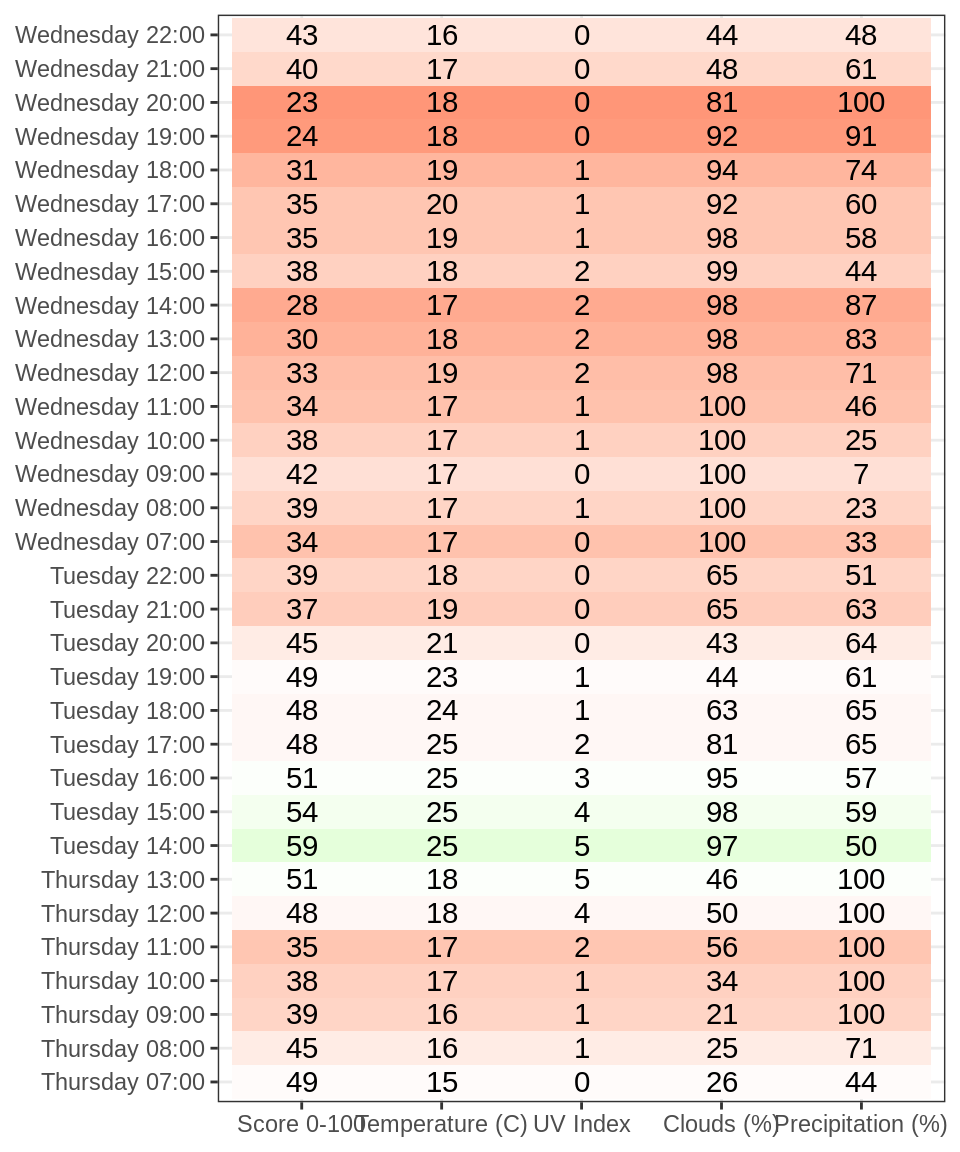 Wednesday 22:00 43 16 0 44 48
Wednesday 21:00 40 17 0 48 61
Wednesday 20:00 23 18 0 81 100
Wednesday 19:00 24 18 0 92 91
Wednesday 18:00 31 19 1 94 74
Wednesday 17:00 35 20 1 92 60
Wednesday 16:00 35 19 1 98 58
Wednesday 15:00 38 18 2 99 44
Wednesday 14:00 28 17 2 98 87
Wednesday 13:00 30 18 2 98 83
Wednesday 12:00 33 19 2 98 71
Wednesday 11:00 34 17 1 100 46
Wednesday 10:00 38 17 1 100 25
Wednesday 09:00 42 17 0 100 7
Wednesday 08:00 39 17 1 100 23
Wednesday 07:00 34 17 0 100 33
Tuesday 22:00 39 18 0 65 51
Tuesday 21:00 37 19 0 65 63
Tuesday 20:00 45 21 0 43 64
Tuesday 19:00 49 23 1 44 61
Tuesday 18:00 48 24 1 63 65
Tuesday 17:00 48 25 2 81 65
Tuesday 16:00 51 25 3 95 57
Tuesday 15:00 54 25 4 98 59
Tuesday 14:00 59 25 5 97 50
Thursday 13:00 51 18 5 46 100
Thursday 12:00 48 18 4 50 100
Thursday 11:00 35 17 2 56 100
Thursday 10:00 38 17 1 34 100
Thursday 09:00 39 16 1 21 100
Thursday 08:00 45 16 1 25 71
Thursday 07:00 49 15 0 26 44
Score 0-100 Temperature (C) UV Index Clouds (%) Precipitation (%)